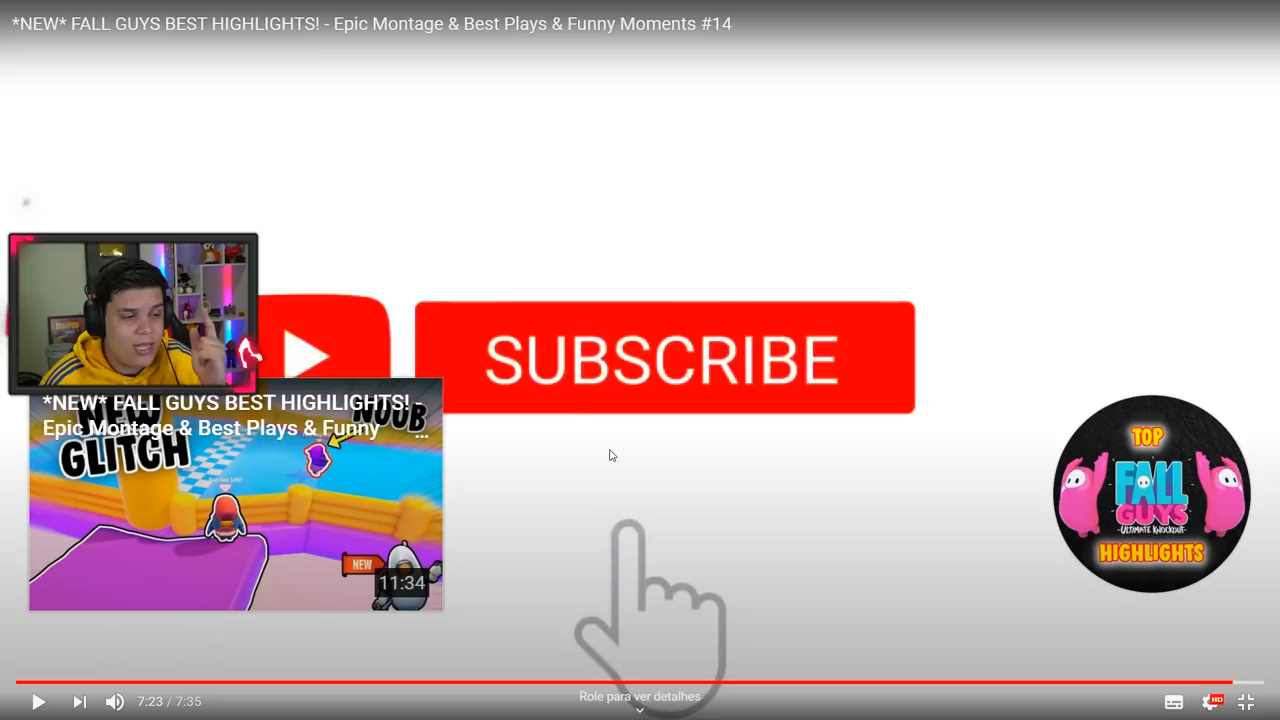 *NEW* FALL GUYS BEST HIGHLIGHTS! - Epic Montage & Best Plays & Funny Moments #14
SUBSCRIBE
*NEW* FALL GUYS BEST HIGHLIGHTS! -
Epic Montage & Best Plays & Funny ...
NEW
GLITCH
NOOB
NEW
11:34
TOP
FALL
GUYS
-ULTIMATE KNOCKOUT-
HIGHLIGHTS
Role para ver detalhes
7:23 / 7:35
HD